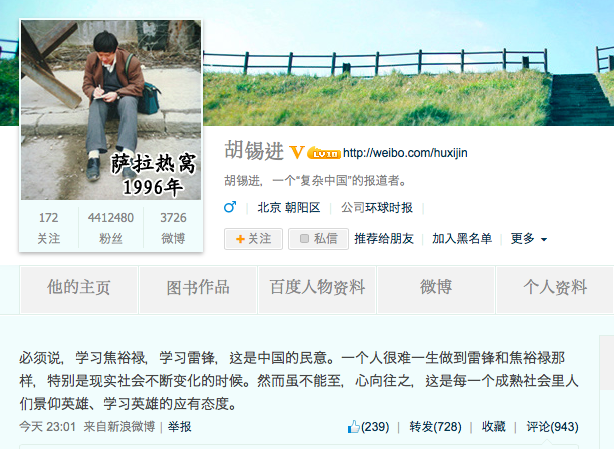 萨拉热窝
1996年
胡锡进 V LV10 http://weibo.com/huxijin
胡锡进，一个“复杂中国”的报道者。
北京 朝阳区 | 公司环球时报 |
172 4412480 3726
关注 粉丝 微博
+关注 私信 推荐给朋友 | 加入黑名单 | 更多
他的主页 图书作品 百度人物资料 微博 个人资料
必须说，学习焦裕禄，学习雷锋，这是中国的民意。一个人很难一生做到雷锋和焦裕禄那
样，特别是现实社会不断变化的时候。然而虽不能至，心向往之，这是每一个成熟社会里人
们景仰英雄、学习英雄的应有态度。
今天 23:01 来自新浪微博 | 举报 (239) | 转发(728) | 收藏 | 评论(943)